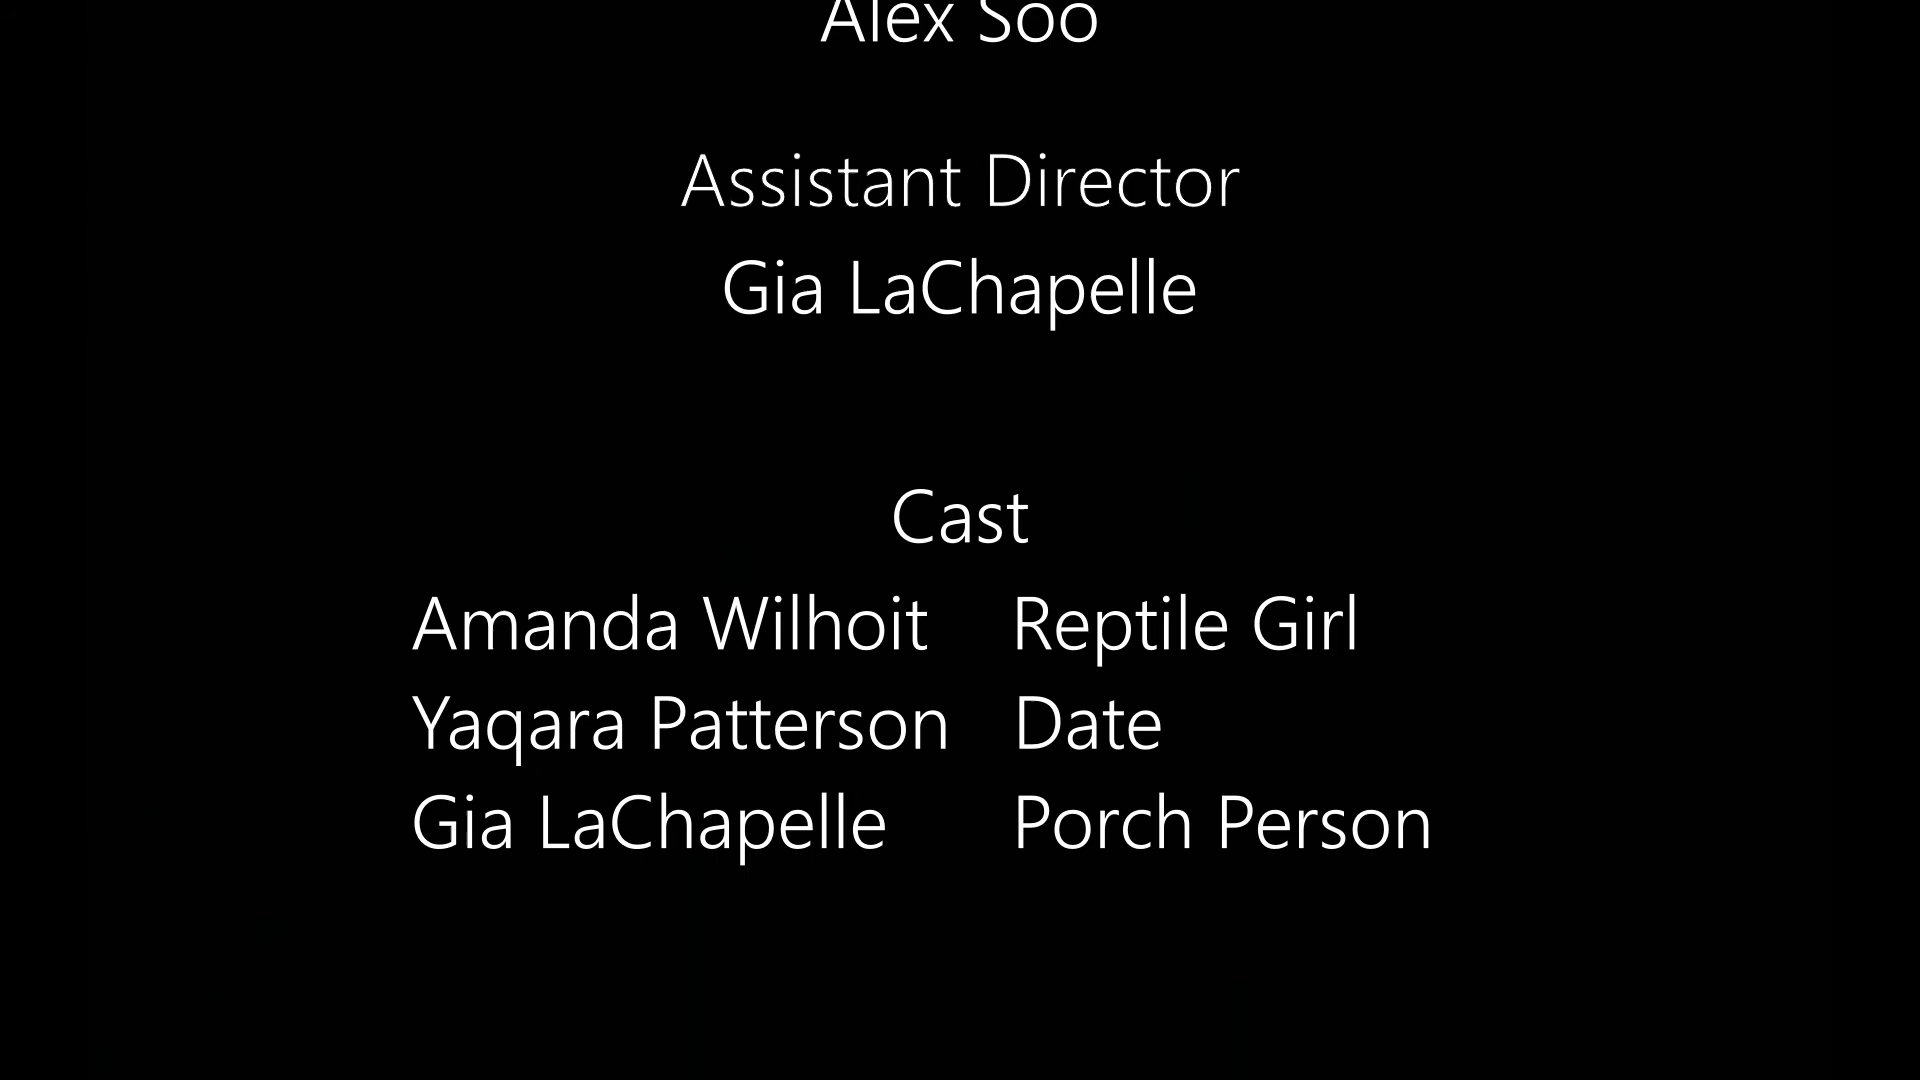 Alex Soo
Assistant Director
Gia LaChapelle
Cast
Amanda Wilhoit Reptile Girl
Yaqara Patterson Date
Gia LaChapelle Porch Person